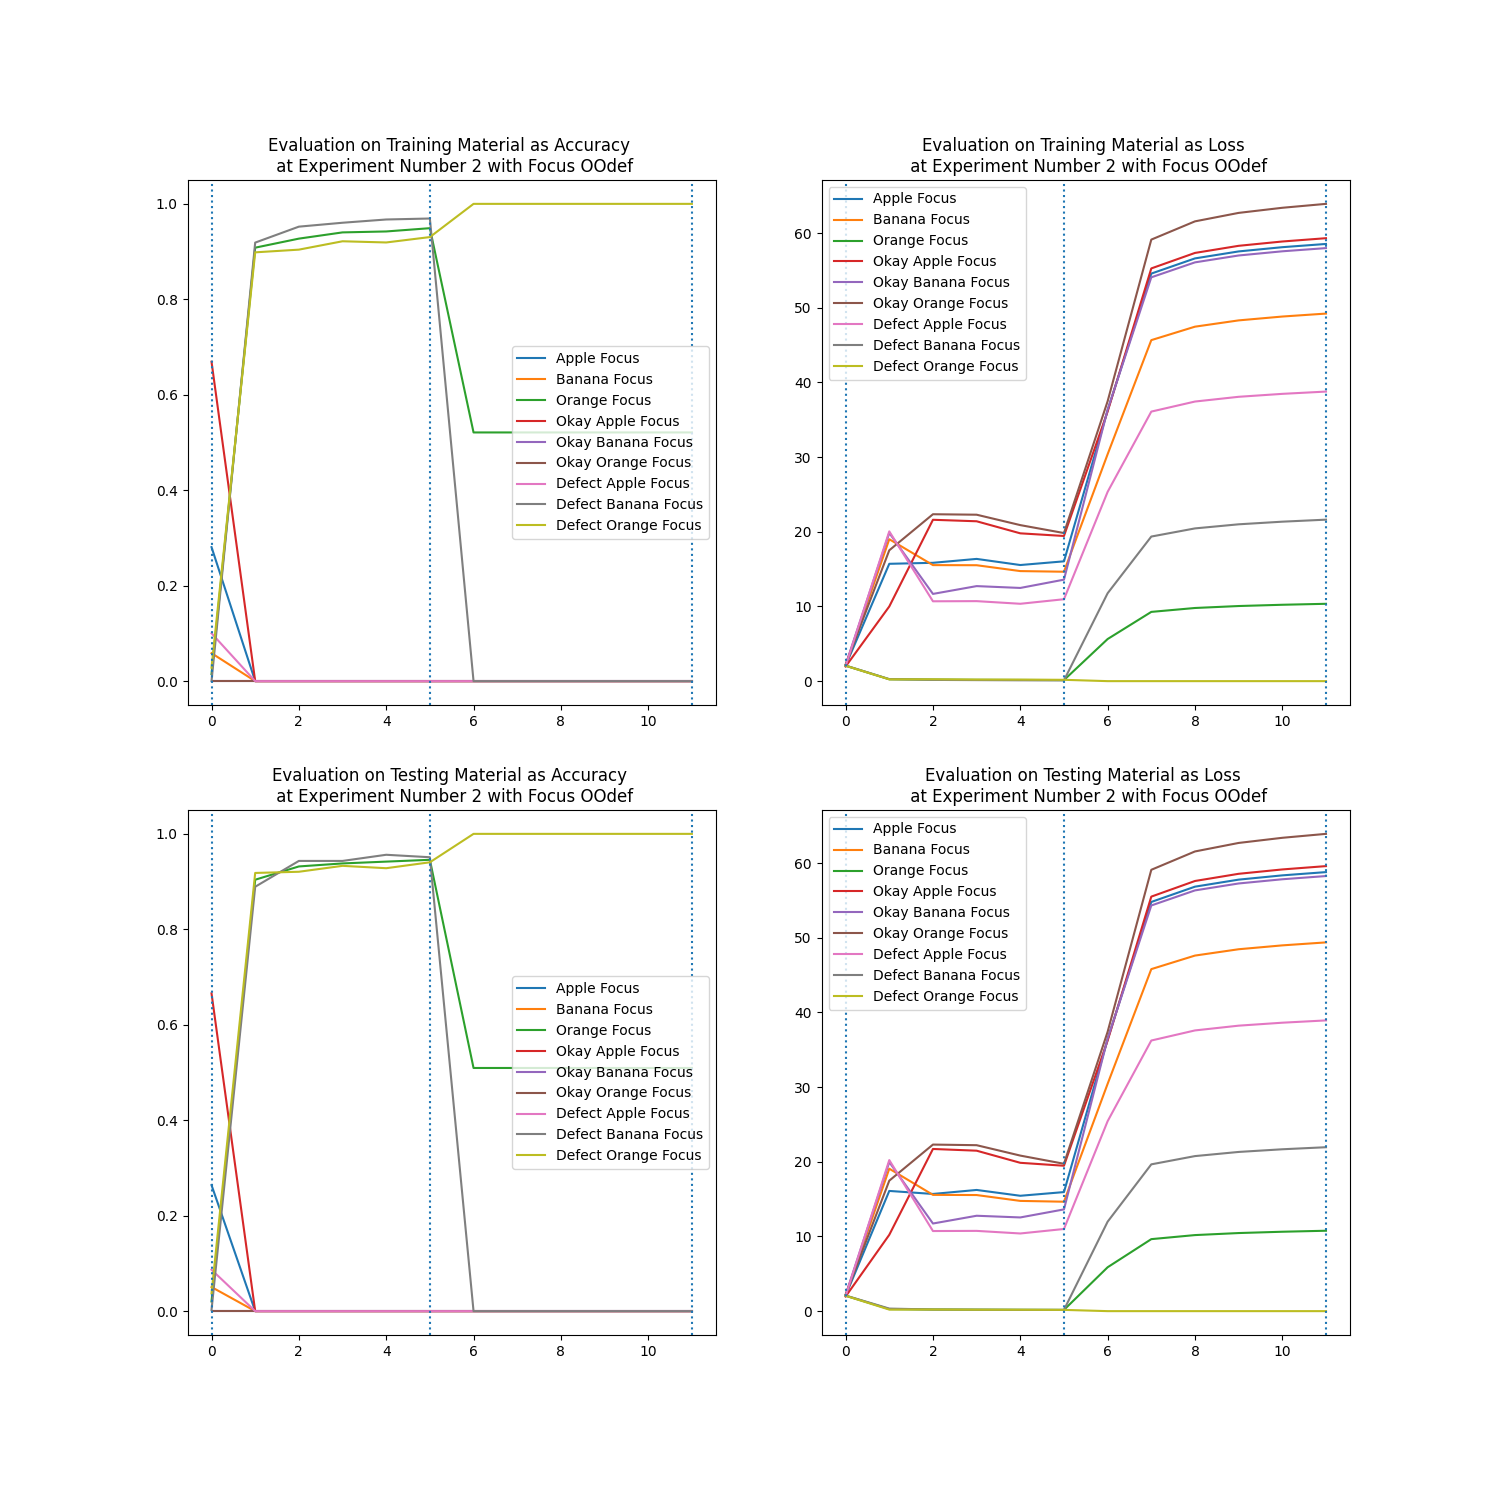 Evaluation on Training Material as Accuracy
at Experiment Number 2 with Focus OOdef
1.0
0.8
0.6
0.4
0.2
0.0
0 2 4 6 8 10
Apple Focus
Banana Focus
Orange Focus
Okay Apple Focus
Okay Banana Focus
Okay Orange Focus
Defect Apple Focus
Defect Banana Focus
Defect Orange Focus
Evaluation on Training Material as Loss
at Experiment Number 2 with Focus OOdef
60
50
40
30
20
10
0
0 2 4 6 8 10
Apple Focus
Banana Focus
Orange Focus
Okay Apple Focus
Okay Banana Focus
Okay Orange Focus
Defect Apple Focus
Defect Banana Focus
Defect Orange Focus
Evaluation on Testing Material as Accuracy
at Experiment Number 2 with Focus OOdef
1.0
0.8
0.6
0.4
0.2
0.0
0 2 4 6 8 10
Apple Focus
Banana Focus
Orange Focus
Okay Apple Focus
Okay Banana Focus
Okay Orange Focus
Defect Apple Focus
Defect Banana Focus
Defect Orange Focus
Evaluation on Testing Material as Loss
at Experiment Number 2 with Focus OOdef
60
50
40
30
20
10
0
0 2 4 6 8 10
Apple Focus
Banana Focus
Orange Focus
Okay Apple Focus
Okay Banana Focus
Okay Orange Focus
Defect Apple Focus
Defect Banana Focus
Defect Orange Focus